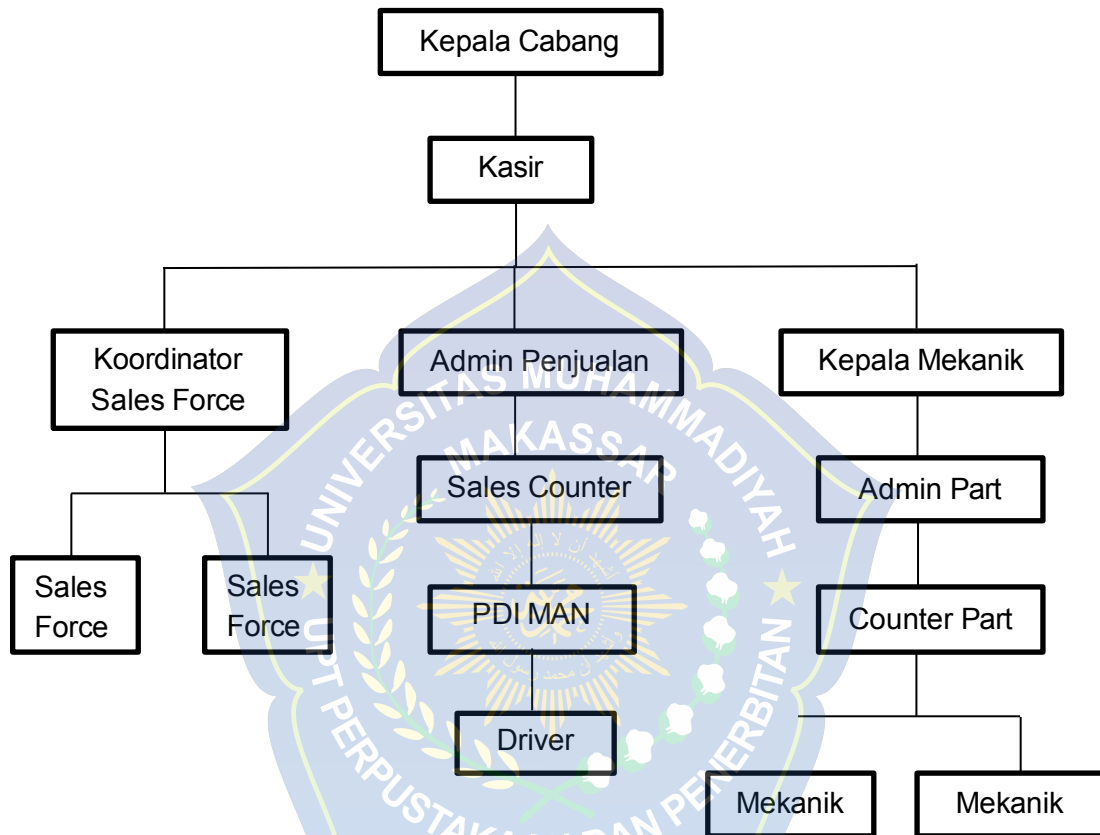 Kepala Cabang
Kasir
Koordinator
Sales Force
Admin Penjualan
Kepala Mekanik
Sales Counter
Admin Part
Sales
Force
Sales
Force
PDI MAN
Counter Part
Driver
Mekanik
Mekanik
UNIVERSITAS MUHAMMADIYAH
MAKASSAR
UPT PERPUSTAKAAN DAN PENERBITAN